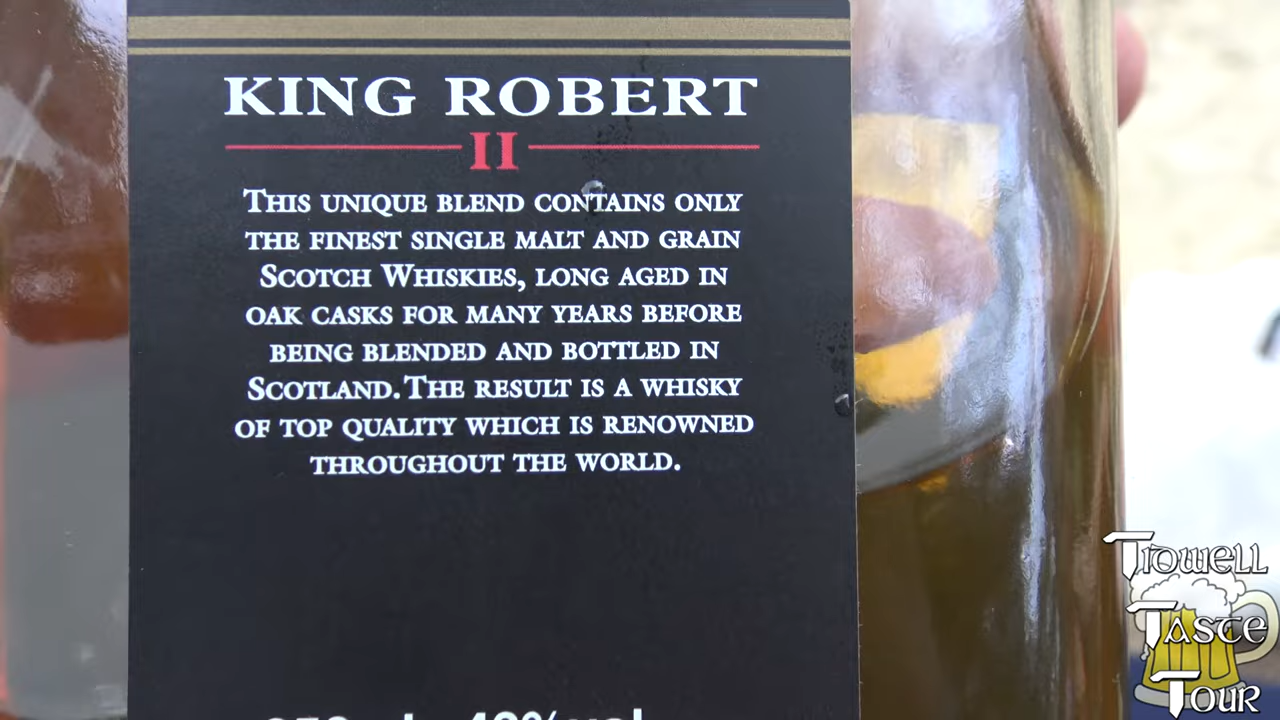 KING ROBERT
II
THIS UNIQUE BLEND CONTAINS ONLY
THE FINEST SINGLE MALT AND GRAIN
SCOTCH WHISKIES, LONG AGED IN
OAK CASKS FOR MANY YEARS BEFORE
BEING BLENDED AND BOTTLED IN
SCOTLAND. THE RESULT IS A WHISKY
OF TOP QUALITY WHICH IS RENOWNED
THROUGHOUT THE WORLD.
TIDWELL
TASTE
TOUR